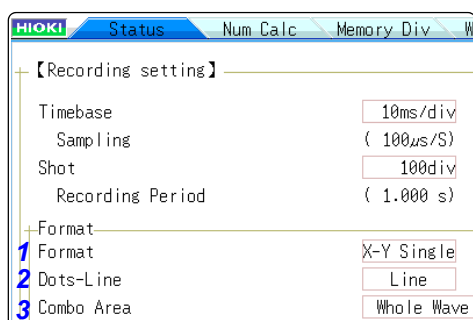 HIOKI Status Num Calc Memory Div
【Recording setting】
Timebase 10ms/div
Sampling ( 100µs/S)
Shot 100div
Recording Period ( 1.000 s)
Format
1 Format X-Y Single
2 Dots-Line Line
3 Combo Area Whole Wave